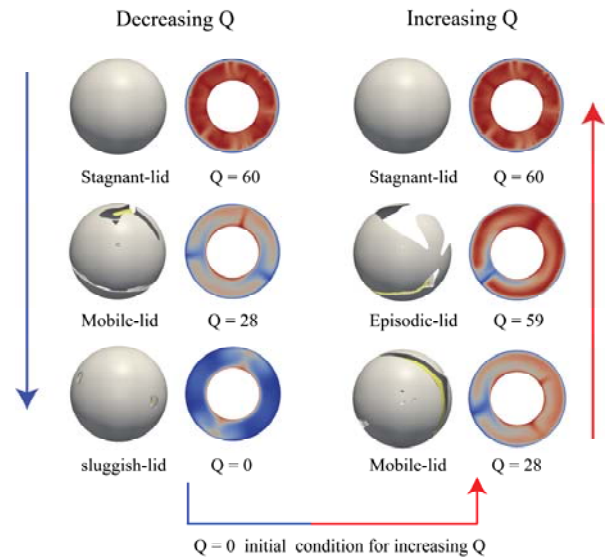 Decreasing Q Increasing Q
Stagnant-lid Q = 60 Stagnant-lid Q = 60
Mobile-lid Q = 28 Episodic-lid Q = 59
sluggish-lid Q = 0 Mobile-lid Q = 28
Q = 0 initial condition for increasing Q